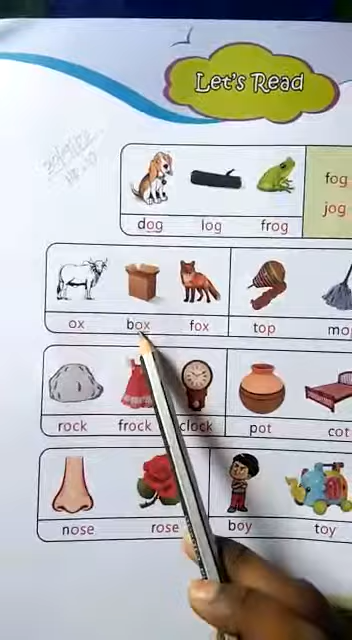 Let's Read
dog log frog
fog
jog
ox box fox top
rock frock clock pot cot
nose rose boy toy